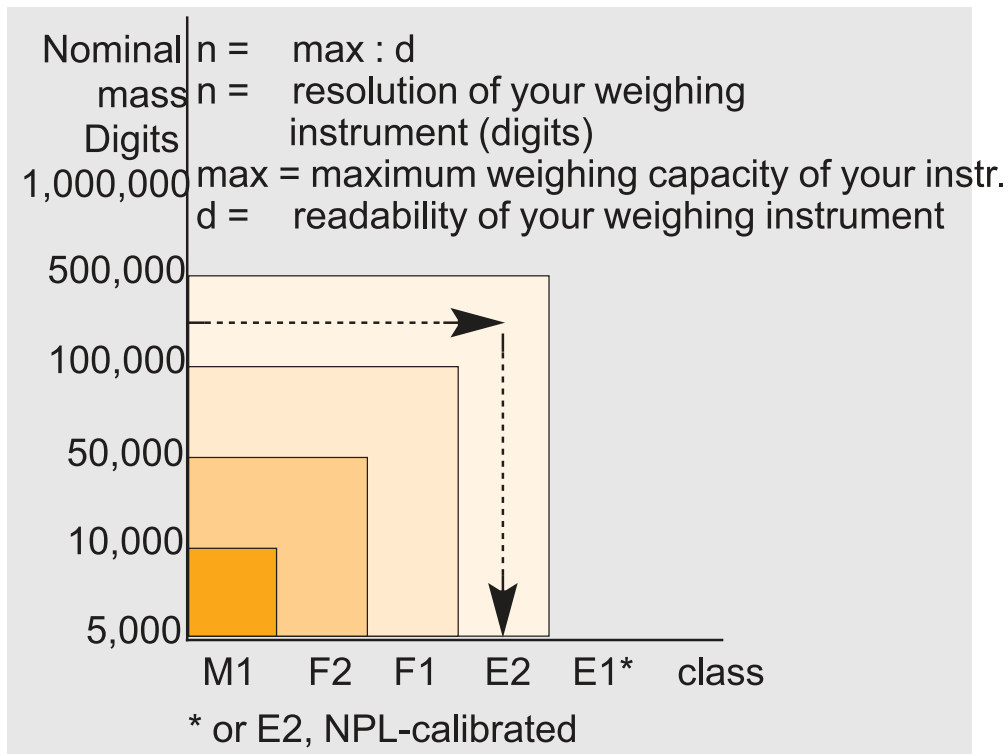 Nominal
mass
Digits
n = max : d
n = resolution of your weighing
instrument (digits)
max = maximum weighing capacity of your instr.
d = readability of your weighing instrument
1,000,000
500,000
100,000
50,000
10,000
5,000
M1 F2 F1 E2 E1* class
* or E2, NPL-calibrated